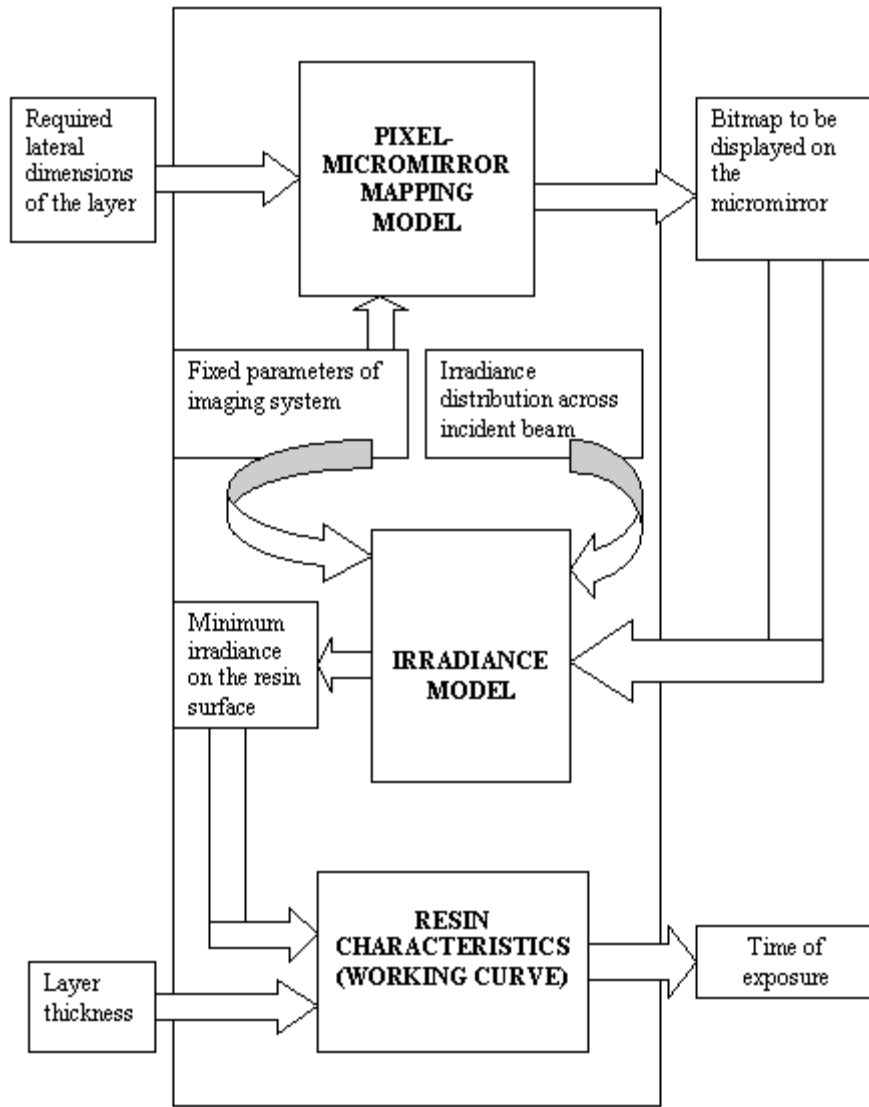 Required
lateral
dimensions
of the layer
PIXEL-
MICROMIRROR
MAPPING
MODEL
Bitmap to be
displayed on
the
micromirror
Fixed parameters of
imaging system
Irradiance
distribution across
incident beam
Minimum
irradiance
on the resin
surface
IRRADIANCE
MODEL
RESIN
CHARACTERISTICS
(WORKING CURVE)
Layer
thickness
Time of
exposure